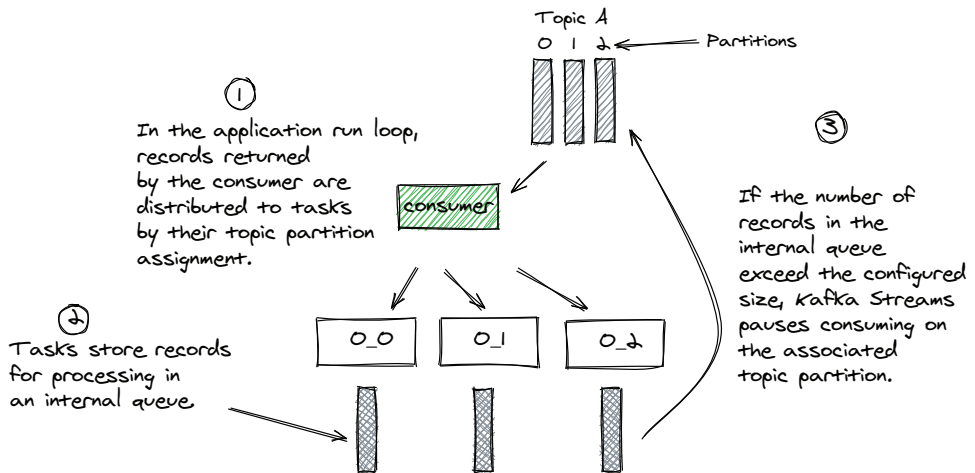 Topic A
0 1 2
Partitions
1
In the application run loop,
records returned
by the consumer are
distributed to tasks
by their topic partition
assignment.
consumer
3
If the number of
records in the
internal queue
exceed the configured
size, Kafka Streams
pauses consuming on
the associated
topic partition.
2
Tasks store records
for processing in
an internal queue
0_0
0_1
0_2